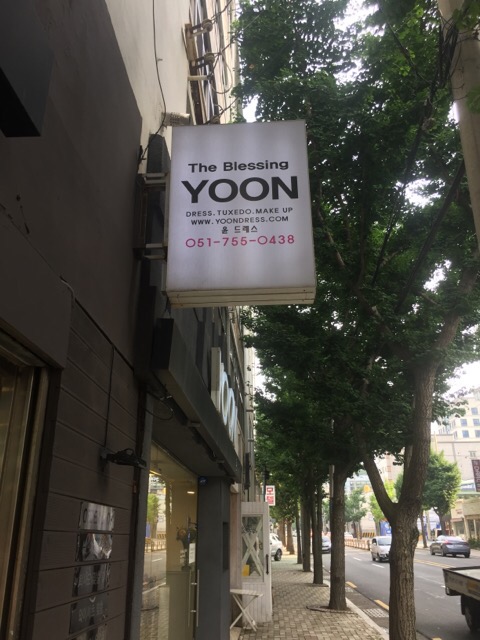 The Blessing
YOON
DRESS.TUXEDO.MAKE UP
WWW.YOONDRESS.COM
윤 드레스
051-755-0438